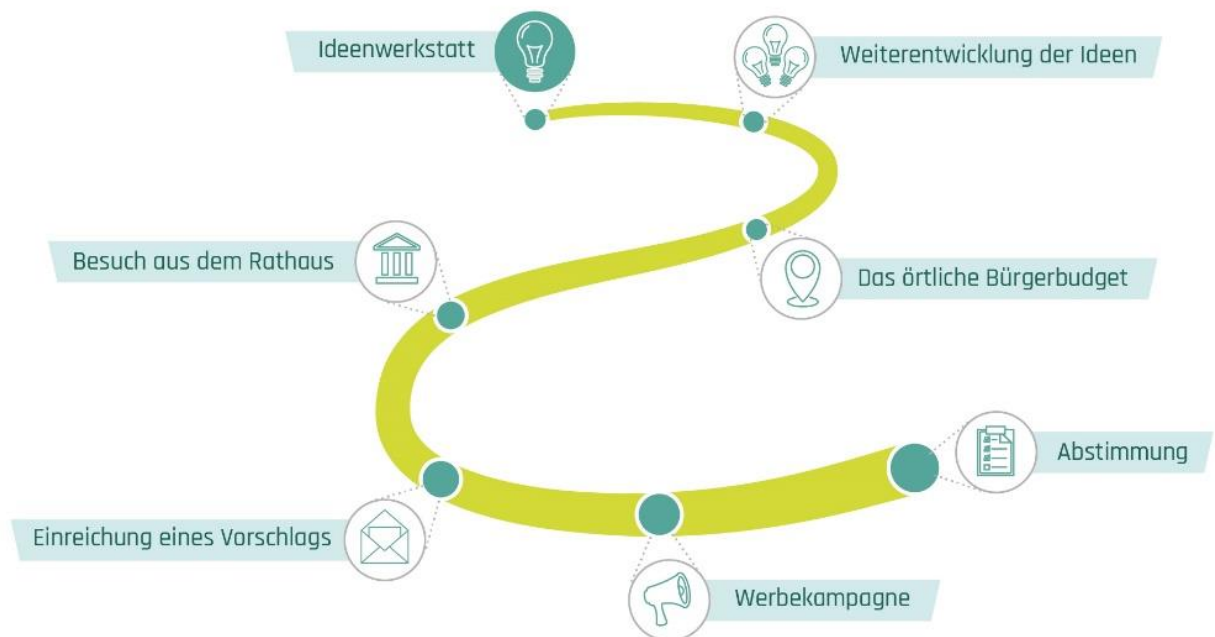 Ideenwerkstatt
Weiterentwicklung der Ideen
Das örtliche Bürgerbudget
Besuch aus dem Rathaus
Einreichung eines Vorschlags
Werbekampagne
Abstimmung